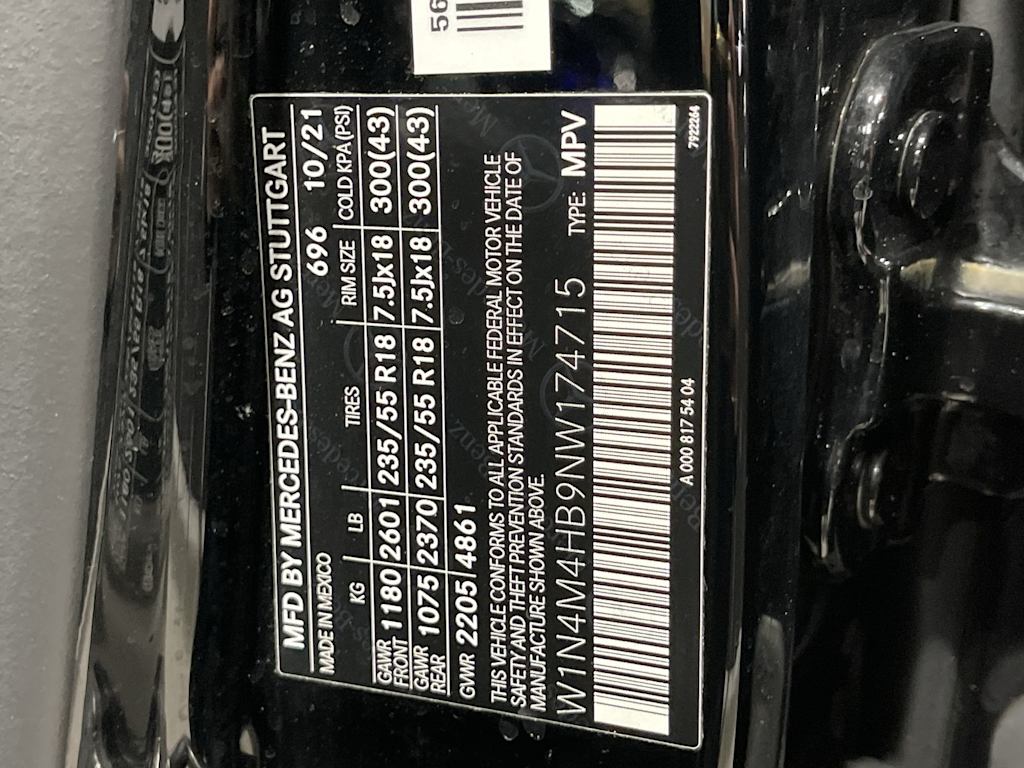 56
MFD BY MERCEDES-BENZ AG STUTTGART
MADE IN MEXICO 696 10/21
KG LB TIRES RIM SIZE COLD KPA(PSI)
GAWR FRONT 1180 2601 235/55 R18 7.5Jx18 300(43)
GAWR REAR 1075 2370 235/55 R18 7.5Jx18 300(43)
GVWR 2205 4861
THIS VEHICLE CONFORMS TO ALL APPLICABLE FEDERAL MOTOR VEHICLE
SAFETY AND THEFT PREVENTION STANDARDS IN EFFECT ON THE DATE OF
MANUFACTURE SHOWN ABOVE.
W1N4M4HB9NW174715 TYPE: MPV
A 000 817 54 04
7922264